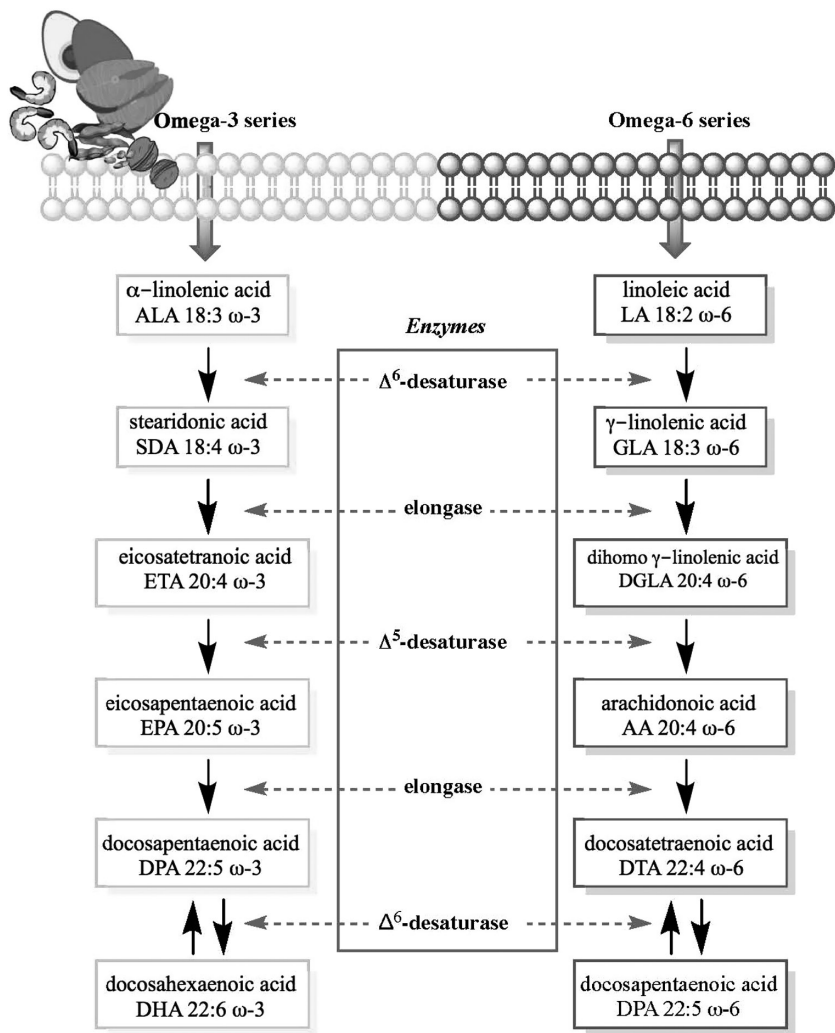 Omega-3 series
Omega-6 series
α−linolenic acid
ALA 18:3 ω-3
linoleic acid
LA 18:2 ω-6
Enzymes
Δ⁶-desaturase
stearidonic acid
SDA 18:4 ω-3
γ−linolenic acid
GLA 18:3 ω-6
elongase
eicosatetranoic acid
ETA 20:4 ω-3
dihomo γ−linolenic acid
DGLA 20:4 ω-6
Δ⁵-desaturase
eicosapentaenoic acid
EPA 20:5 ω-3
arachidonoic acid
AA 20:4 ω-6
elongase
docosapentaenoic acid
DPA 22:5 ω-3
docosatetraenoic acid
DTA 22:4 ω-6
Δ⁶-desaturase
docosahexaenoic acid
DHA 22:6 ω-3
docosapentaenoic acid
DPA 22:5 ω-6